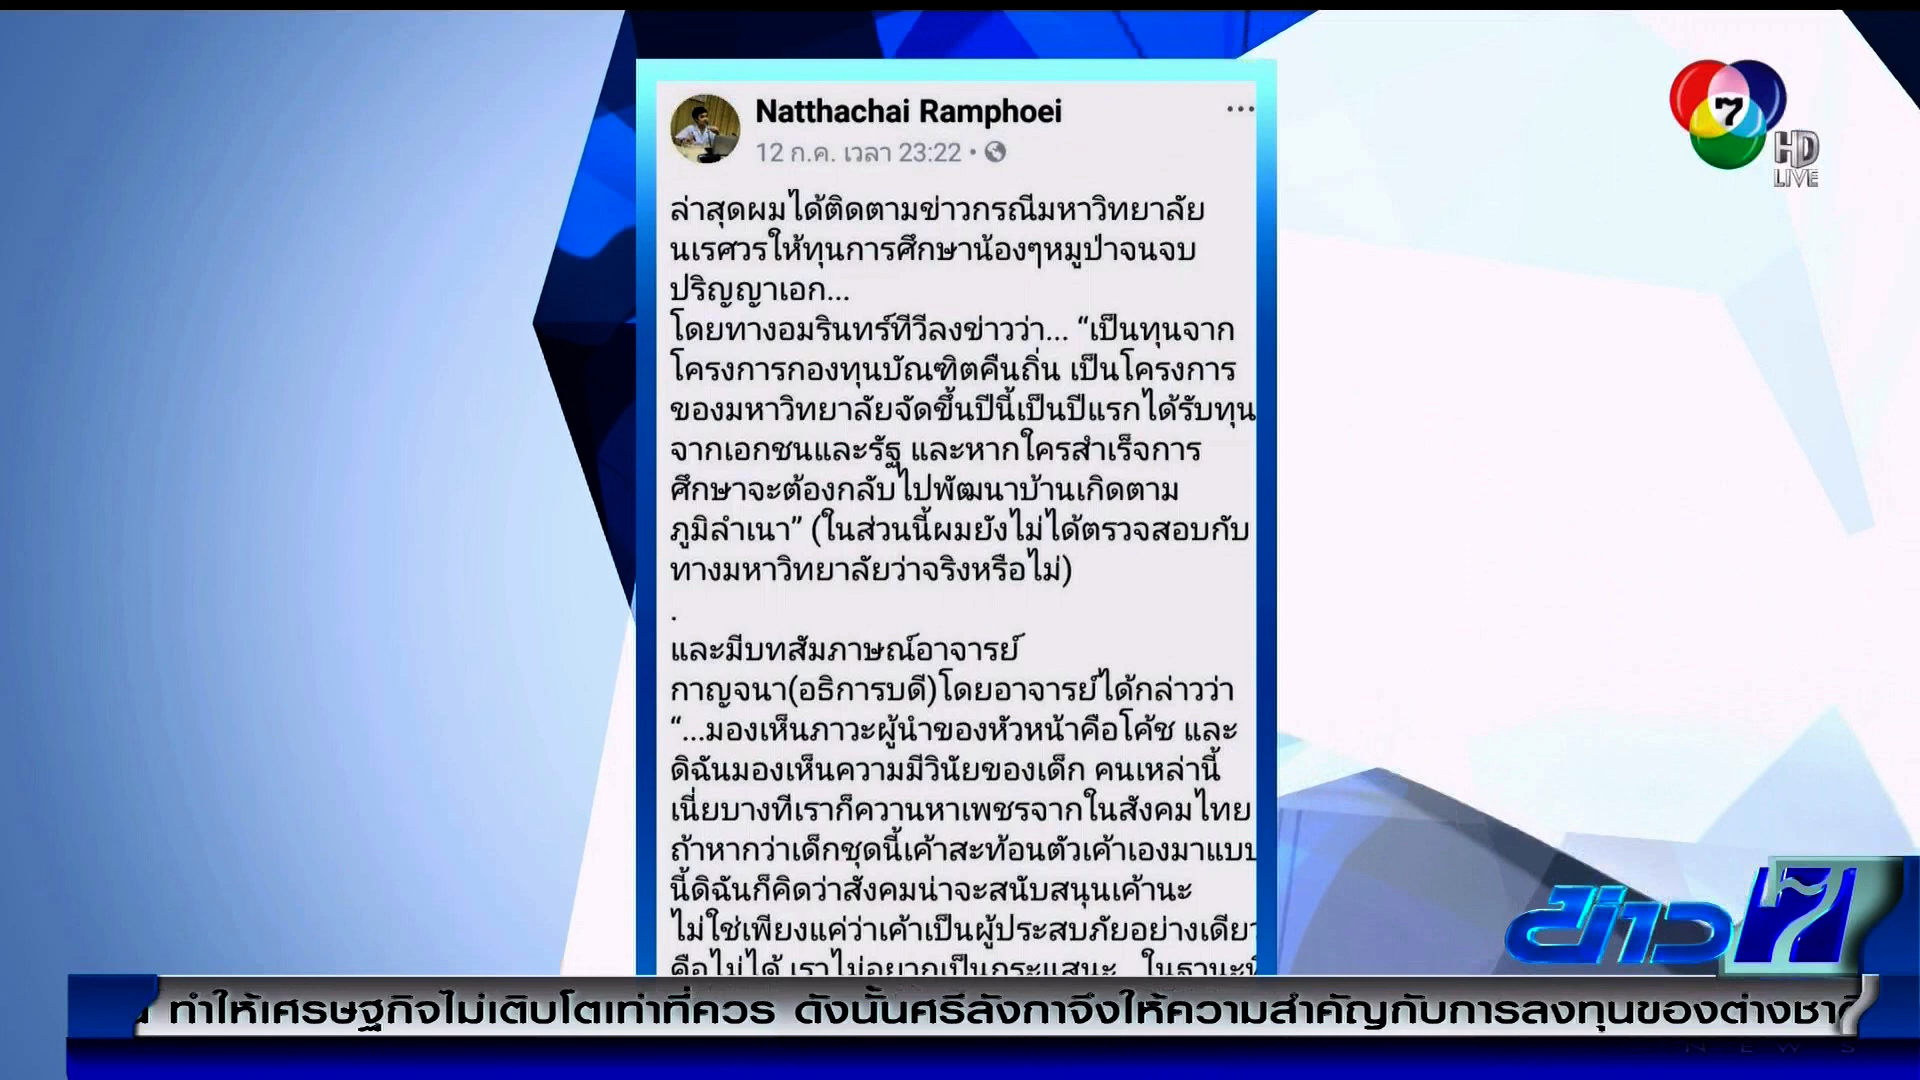 Natthachai Ramphoei
12 ก.ค. เวลา 23:22
ล่าสุดผมได้ติดตามข่าวกรณีมหาวิทยาลัย
นเรศวรให้ทุนการศึกษาน้องๆหมูป่าจนจบ
ปริญญาเอก...
โดยทางอมรินทร์ทีวีลงข่าวว่า... “เป็นทุนจาก
โครงการกองทุนบัณฑิตคืนถิ่น เป็นโครงการ
ของมหาวิทยาลัยจัดขึ้นปีนี้เป็นปีแรกได้รับทุน
จากเอกชนและรัฐ และหากใครสำเร็จการ
ศึกษาจะต้องกลับไปพัฒนาบ้านเกิดตาม
ภูมิลำเนา” (ในส่วนนี้ผมยังไม่ได้ตรวจสอบกับ
ทางมหาวิทยาลัยว่าจริงหรือไม่)
.
และมีบทสัมภาษณ์อาจารย์
กาญจนา(อธิการบดี)โดยอาจารย์ได้กล่าวว่า
“...มองเห็นภาวะผู้นำของหัวหน้าคือโค้ช และ
ดิฉันมองเห็นความมีวินัยของเด็ก คนเหล่านี้
เนี่ยบางทีเราก็ควานหาเพชรจากในสังคมไทย
ถ้าหากว่าเด็กชุดนี้เค้าสะท้อนตัวเค้าเองมาแบบ
นี้ดิฉันก็คิดว่าสังคมน่าจะสนับสนุนเค้านะ
ไม่ใช่เพียงแค่ว่าเค้าเป็นผู้ประสบภัยอย่างเดียว
คือไม่ได้ เราไม่อยากเป็นกระแสนะ
7
HD
LIVE
ข่าว 7
ทำให้เศรษฐกิจไม่เติบโตเท่าที่ควร ดังนั้นศรีลังกาจึงให้ความสำคัญกับการลงทุนของต่างชา
NEWS